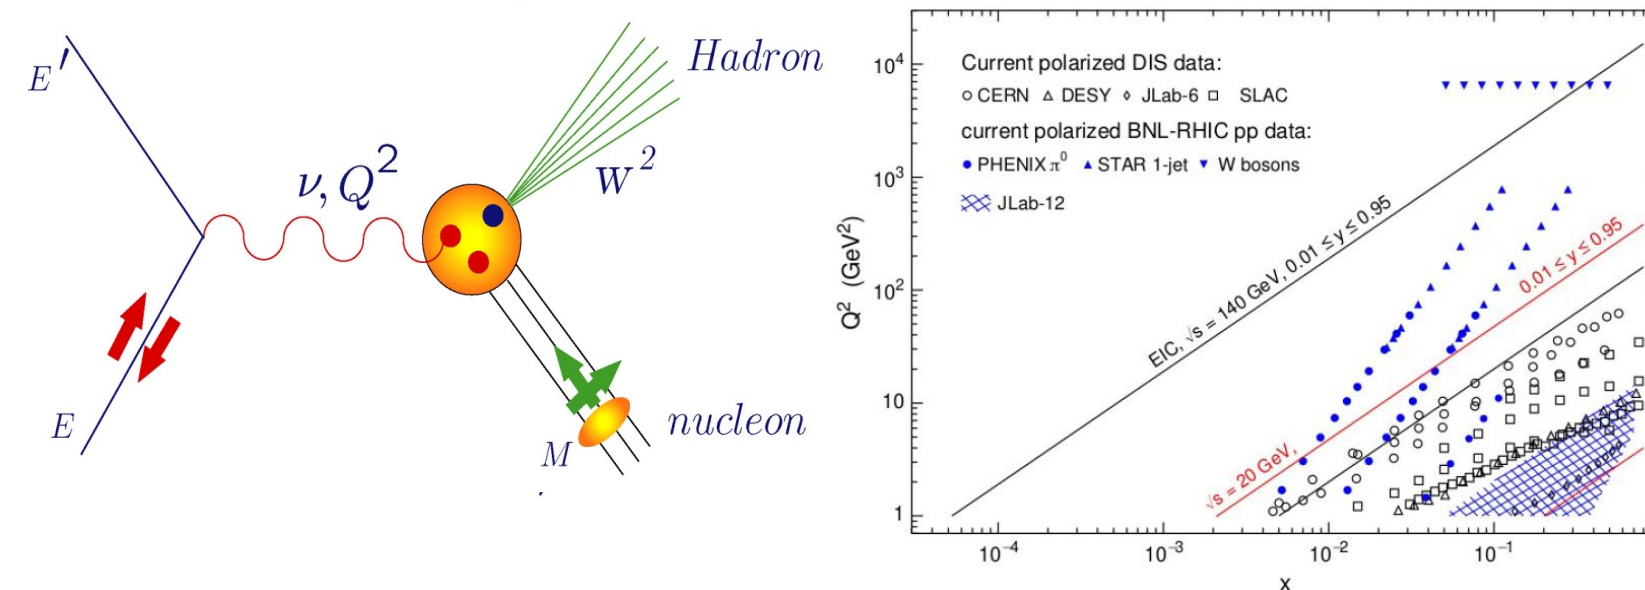 E′
Hadron
ν, Q²
W²
E
M
nucleon
Current polarized DIS data:
○ CERN △ DESY ◊ JLab-6 □ SLAC
current polarized BNL-RHIC pp data:
● PHENIX π⁰ ▲ STAR 1-jet ▼ W bosons
JLab-12
EIC, √s = 140 GeV, 0.01 ≤ y ≤ 0.95
√s = 20 GeV, 0.01 ≤ y ≤ 0.95
Q² (GeV²)
10⁴
10³
10²
10
1
10⁻⁴ 10⁻³ 10⁻² 10⁻¹
x